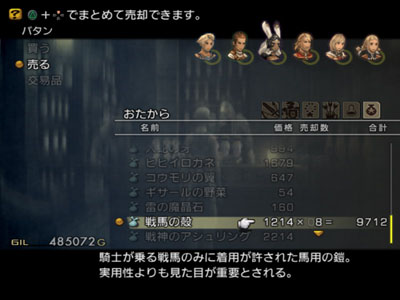 ? ●+✥でまとめて売却できます。
バタン
買う
売る
交易品
おたから
名前 価格 売却数 合計
994
ヒヒイロカネ 1679
コウモリの翼 647
ギサールの野菜 54
雷の魔晶石 160
戦馬の殻 1214× 8= 9712
戦神のアシュリング
GIL 485072G
騎士が乗る戦馬のみに着用が許された馬用の鎧。
実用性よりも見た目が重要とされる。